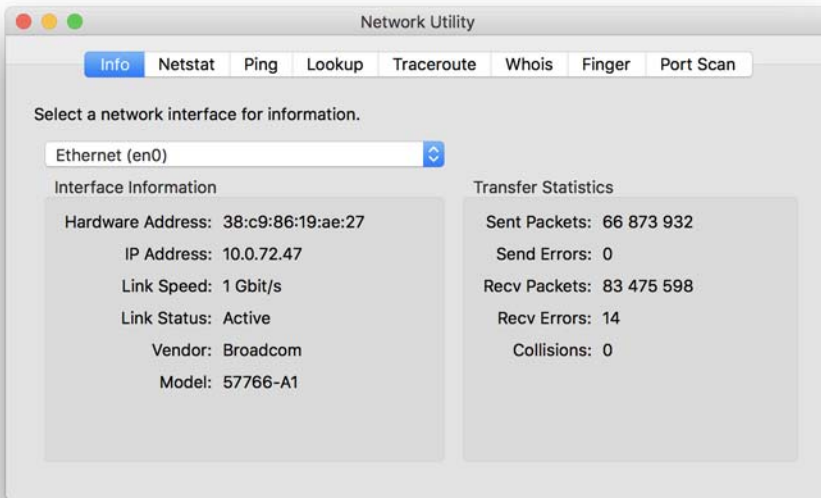 Network Utility
Info Netstat Ping Lookup Traceroute Whois Finger Port Scan
Select a network interface for information.
Ethernet (en0)
Interface Information
Hardware Address: 38:c9:86:19:ae:27
IP Address: 10.0.72.47
Link Speed: 1 Gbit/s
Link Status: Active
Vendor: Broadcom
Model: 57766-A1
Transfer Statistics
Sent Packets: 66 873 932
Send Errors: 0
Recv Packets: 83 475 598
Recv Errors: 14
Collisions: 0